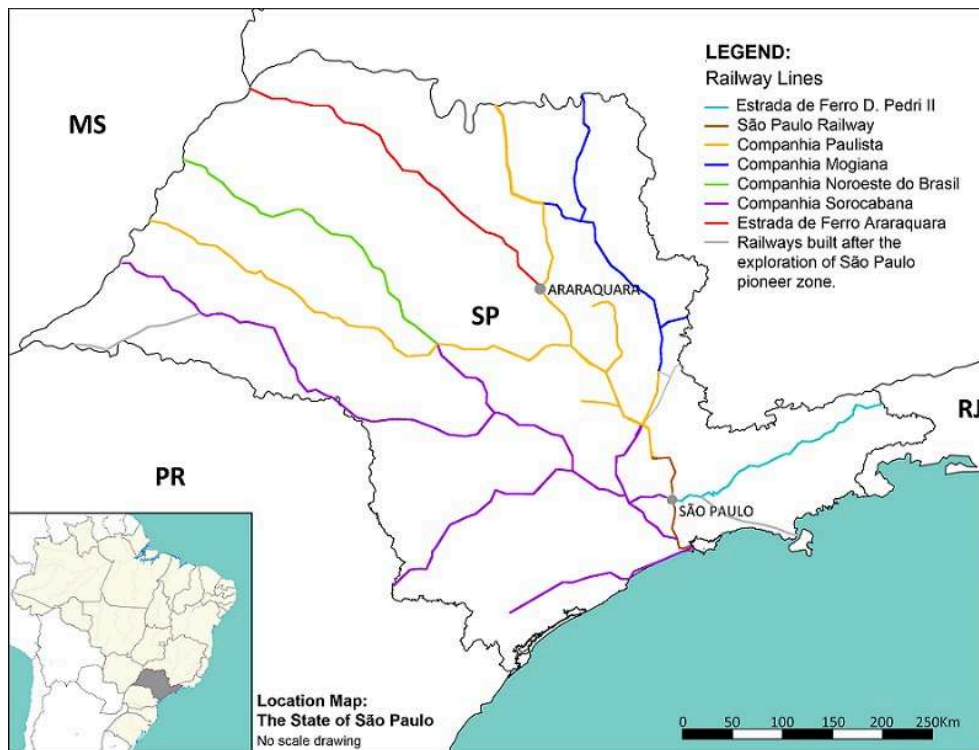 LEGEND:
Railway Lines
Estrada de Ferro D. Pedri II
São Paulo Railway
Companhia Paulista
Companhia Mogiana
Companhia Noroeste do Brasil
Companhia Sorocabana
Estrada de Ferro Araraquara
Railways built after the
exploration of São Paulo
pioneer zone.
MS
ARARAQUARA
SP
RJ
PR
SÃO PAULO
Location Map:
The State of São Paulo
No scale drawing
0 50 100 150 200 250Km